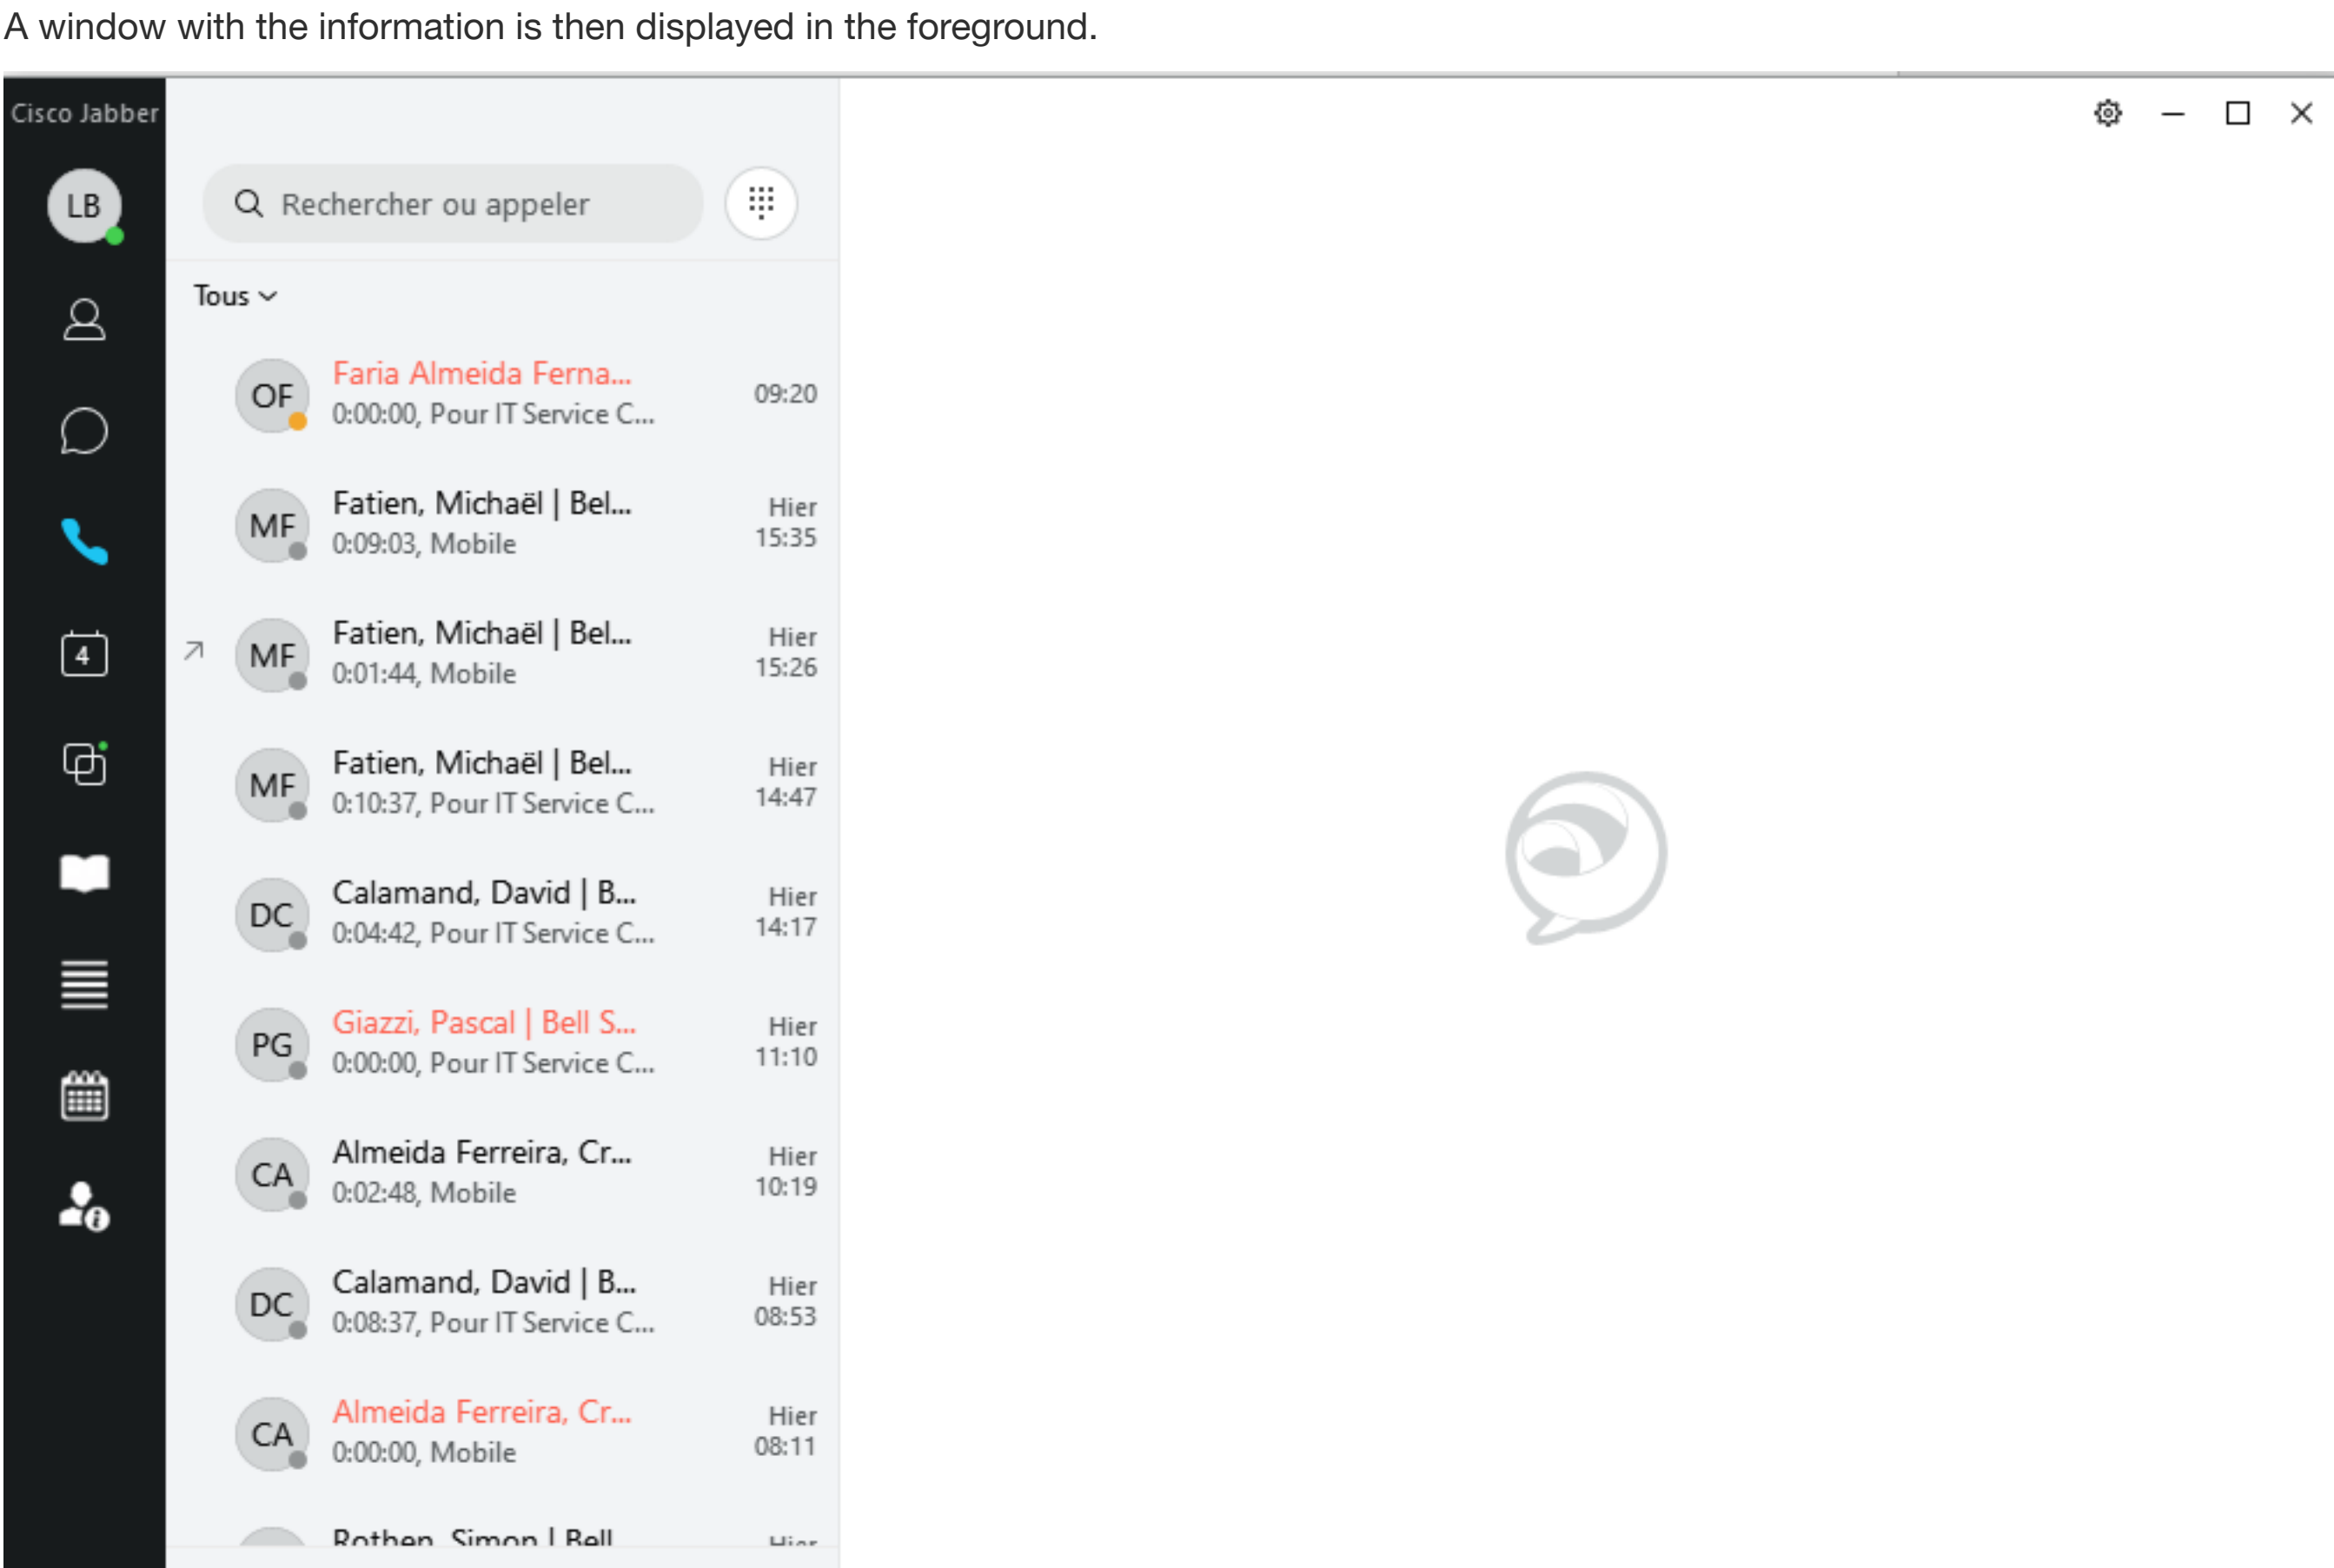 A window with the information is then displayed in the foreground.
Cisco Jabber
LB
Rechercher ou appeler
Tous
OF
Faria Almeida Ferna...
0:00:00, Pour IT Service C...
09:20
MF
Fatien, Michaël | Bel...
0:09:03, Mobile
Hier
15:35
MF
Fatien, Michaël | Bel...
0:01:44, Mobile
Hier
15:26
4
MF
Fatien, Michaël | Bel...
0:10:37, Pour IT Service C...
Hier
14:47
DC
Calamand, David | B...
0:04:42, Pour IT Service C...
Hier
14:17
PG
Giazzi, Pascal | Bell S...
0:00:00, Pour IT Service C...
Hier
11:10
CA
Almeida Ferreira, Cr...
0:02:48, Mobile
Hier
10:19
DC
Calamand, David | B...
0:08:37, Pour IT Service C...
Hier
08:53
CA
Almeida Ferreira, Cr...
0:00:00, Mobile
Hier
08:11
Rothen, Simon | Bell
Hier